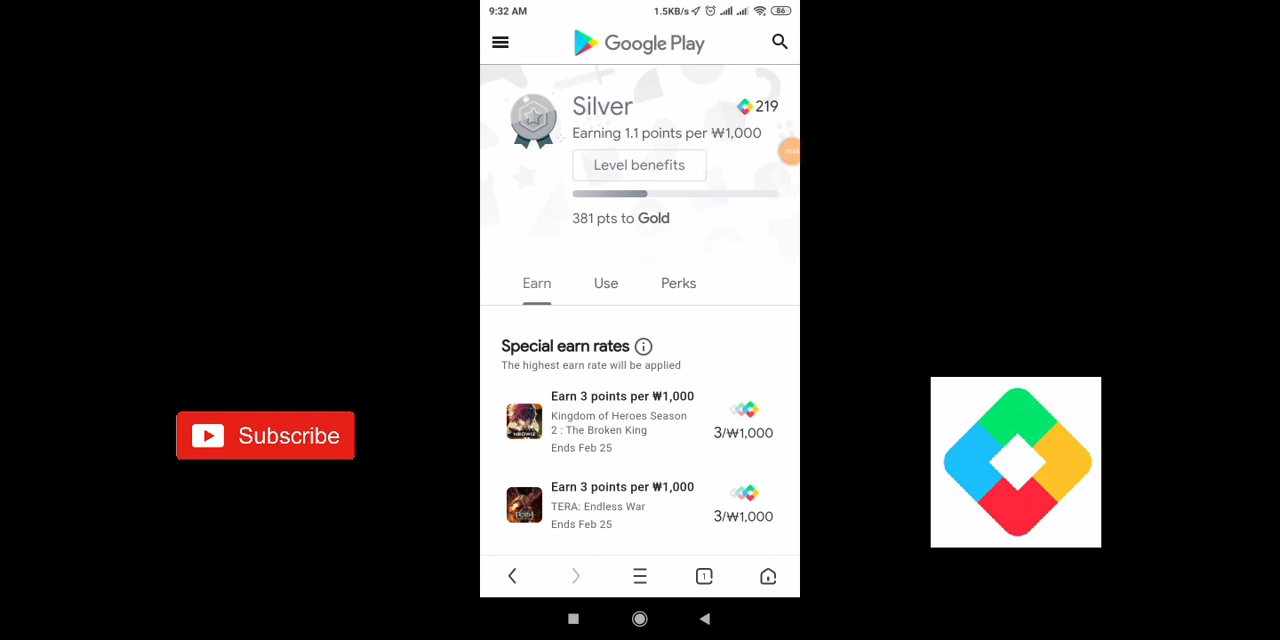 9:32 AM
1.5KB/s
86
Google Play
Silver
219
Earning 1.1 points per ₩1,000
Level benefits
381 pts to Gold
Earn Use Perks
Special earn rates
The highest earn rate will be applied
Earn 3 points per ₩1,000
Kingdom of Heroes Season
2 : The Broken King
3/₩1,000
Ends Feb 25
Earn 3 points per ₩1,000
TERA: Endless War
3/₩1,000
Ends Feb 25
1
Subscribe